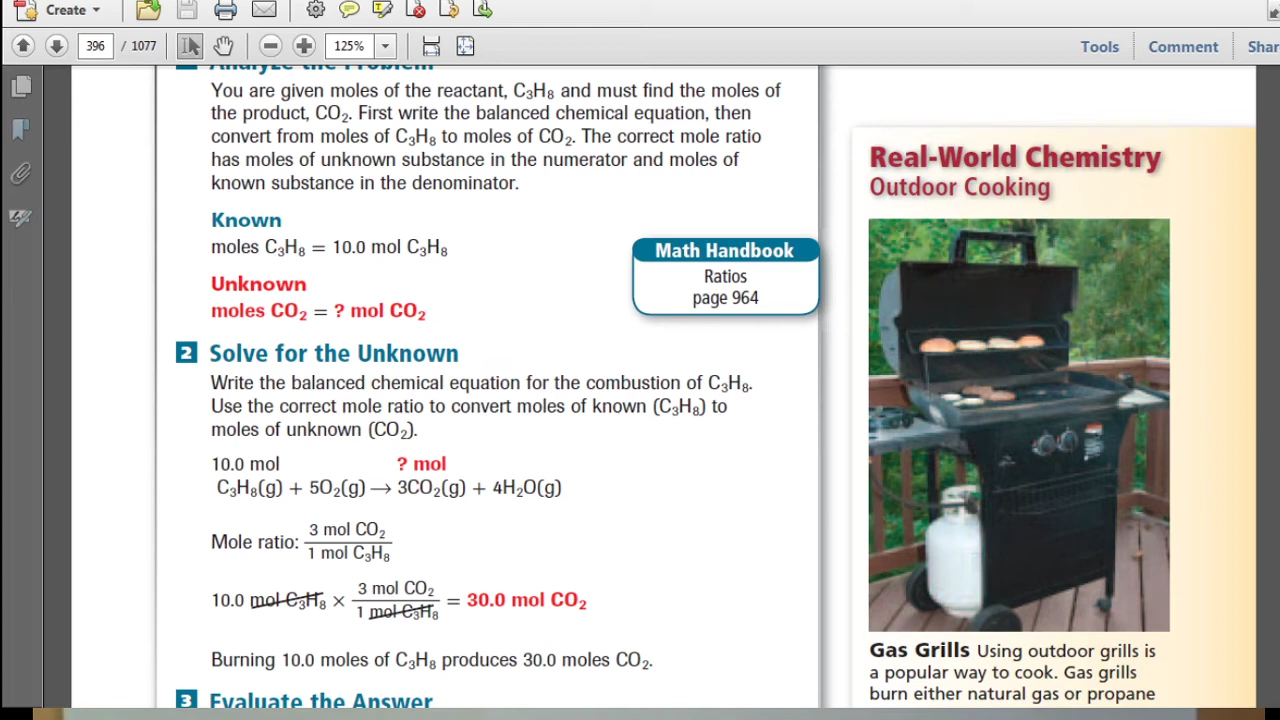 Create
396 / 1077
125%
Tools
Comment
Analyze the Problem
You are given moles of the reactant, C₃H₈ and must find the moles of
the product, CO₂. First write the balanced chemical equation, then
convert from moles of C₃H₈ to moles of CO₂. The correct mole ratio
has moles of unknown substance in the numerator and moles of
known substance in the denominator.
Known
moles C₃H₈ = 10.0 mol C₃H₈
Unknown
moles CO₂ = ? mol CO₂
Math Handbook
Ratios
page 964
2 Solve for the Unknown
Write the balanced chemical equation for the combustion of C₃H₈.
Use the correct mole ratio to convert moles of known (C₃H₈) to
moles of unknown (CO₂).
10.0 mol ? mol
C₃H₈(g) + 5O₂(g) → 3CO₂(g) + 4H₂O(g)
Mole ratio: 3 mol CO₂ / 1 mol C₃H₈
10.0 mol C₃H₈ × 3 mol CO₂ / 1 mol C₃H₈ = 30.0 mol CO₂
Burning 10.0 moles of C₃H₈ produces 30.0 moles CO₂.
3 Evaluate the Answer
Real-World Chemistry
Outdoor Cooking
Gas Grills Using outdoor grills is
a popular way to cook. Gas grills
burn either natural gas or propane